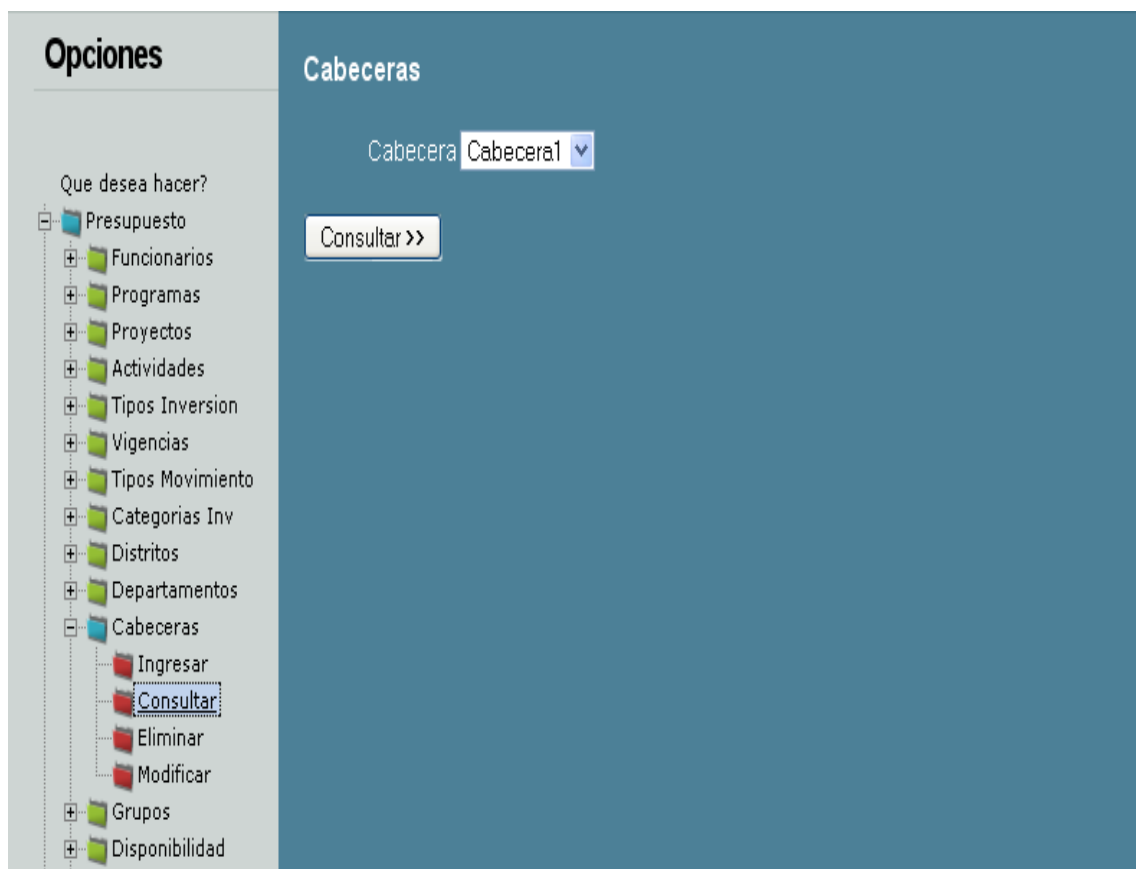 Opciones
Que desea hacer?
Presupuesto
Funcionarios
Programas
Proyectos
Actividades
Tipos Inversion
Vigencias
Tipos Movimiento
Categorias Inv
Distritos
Departamentos
Cabeceras
Ingresar
Consultar
Eliminar
Modificar
Grupos
Disponibilidad
Cabeceras
Cabecera Cabecera1
Consultar >>